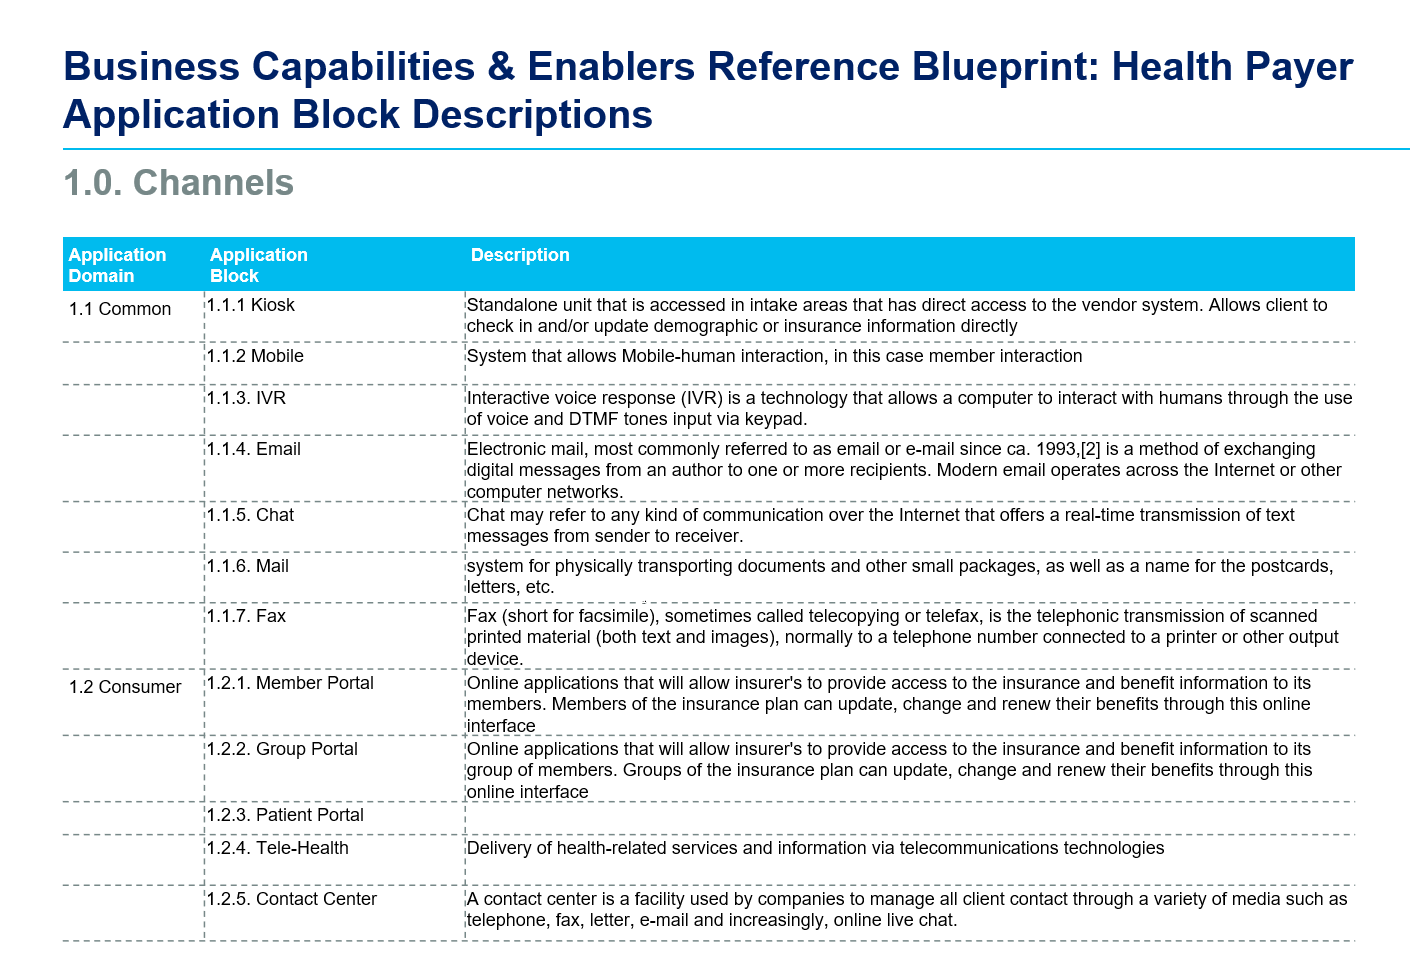 Business Capabilities & Enablers Reference Blueprint: Health Payer
Application Block Descriptions
1.0. Channels
Application Domain
Application Block
Description
1.1 Common
1.1.1 Kiosk
Standalone unit that is accessed in intake areas that has direct access to the vendor system. Allows client to
check in and/or update demographic or insurance information directly
1.1.2 Mobile
System that allows Mobile-human interaction, in this case member interaction
1.1.3. IVR
Interactive voice response (IVR) is a technology that allows a computer to interact with humans through the use
of voice and DTMF tones input via keypad.
1.1.4. Email
Electronic mail, most commonly referred to as email or e-mail since ca. 1993,[2] is a method of exchanging
digital messages from an author to one or more recipients. Modern email operates across the Internet or other
computer networks.
1.1.5. Chat
Chat may refer to any kind of communication over the Internet that offers a real-time transmission of text
messages from sender to receiver.
1.1.6. Mail
system for physically transporting documents and other small packages, as well as a name for the postcards,
letters, etc.
1.1.7. Fax
Fax (short for facsimile), sometimes called telecopying or telefax, is the telephonic transmission of scanned
printed material (both text and images), normally to a telephone number connected to a printer or other output
device.
1.2 Consumer
1.2.1. Member Portal
Online applications that will allow insurer's to provide access to the insurance and benefit information to its
members. Members of the insurance plan can update, change and renew their benefits through this online
interface
1.2.2. Group Portal
Online applications that will allow insurer's to provide access to the insurance and benefit information to its
group of members. Groups of the insurance plan can update, change and renew their benefits through this
online interface
1.2.3. Patient Portal
1.2.4. Tele-Health
Delivery of health-related services and information via telecommunications technologies
1.2.5. Contact Center
A contact center is a facility used by companies to manage all client contact through a variety of media such as
telephone, fax, letter, e-mail and increasingly, online live chat.